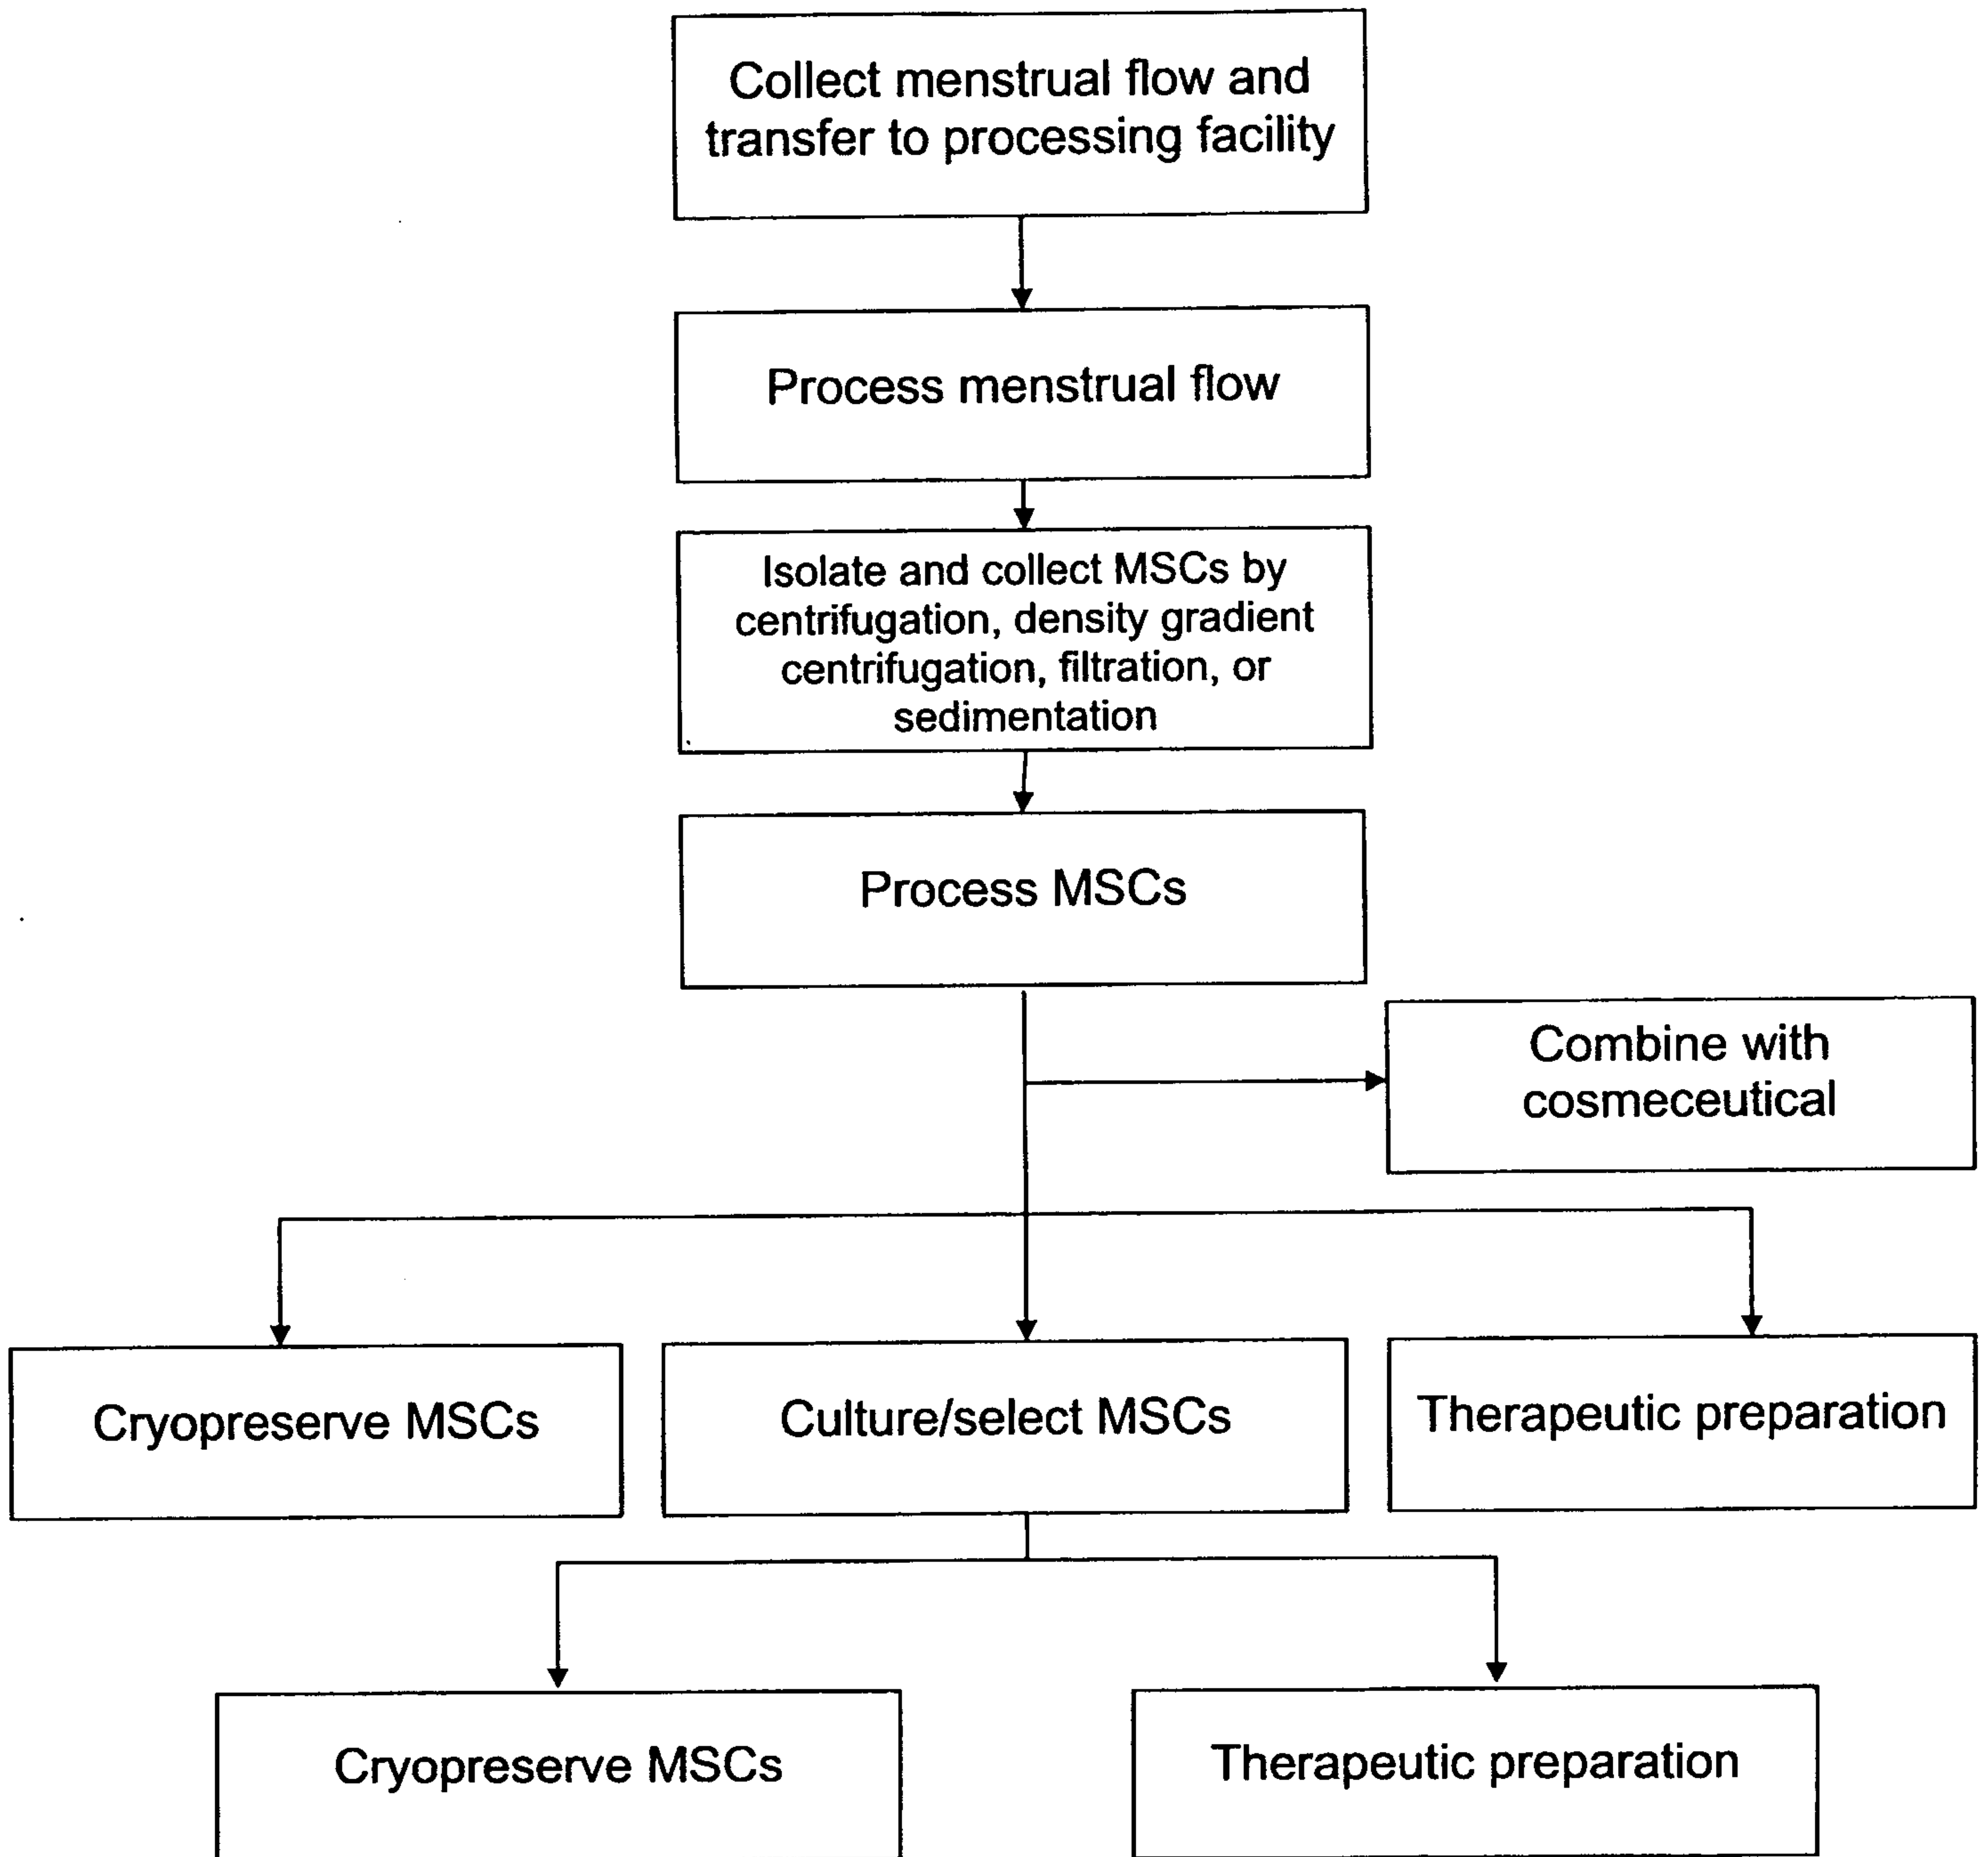 Collect menstrual flow and
transfer to processing facility
Process menstrual flow
Isolate and collect MSCs by
centrifugation, density gradient
centrifugation, filtration, or
sedimentation
Process MSCs
Combine with
cosmeceutical
Cryopreserve MSCs
Culture/select MSCs
Therapeutic preparation
Cryopreserve MSCs
Therapeutic preparation